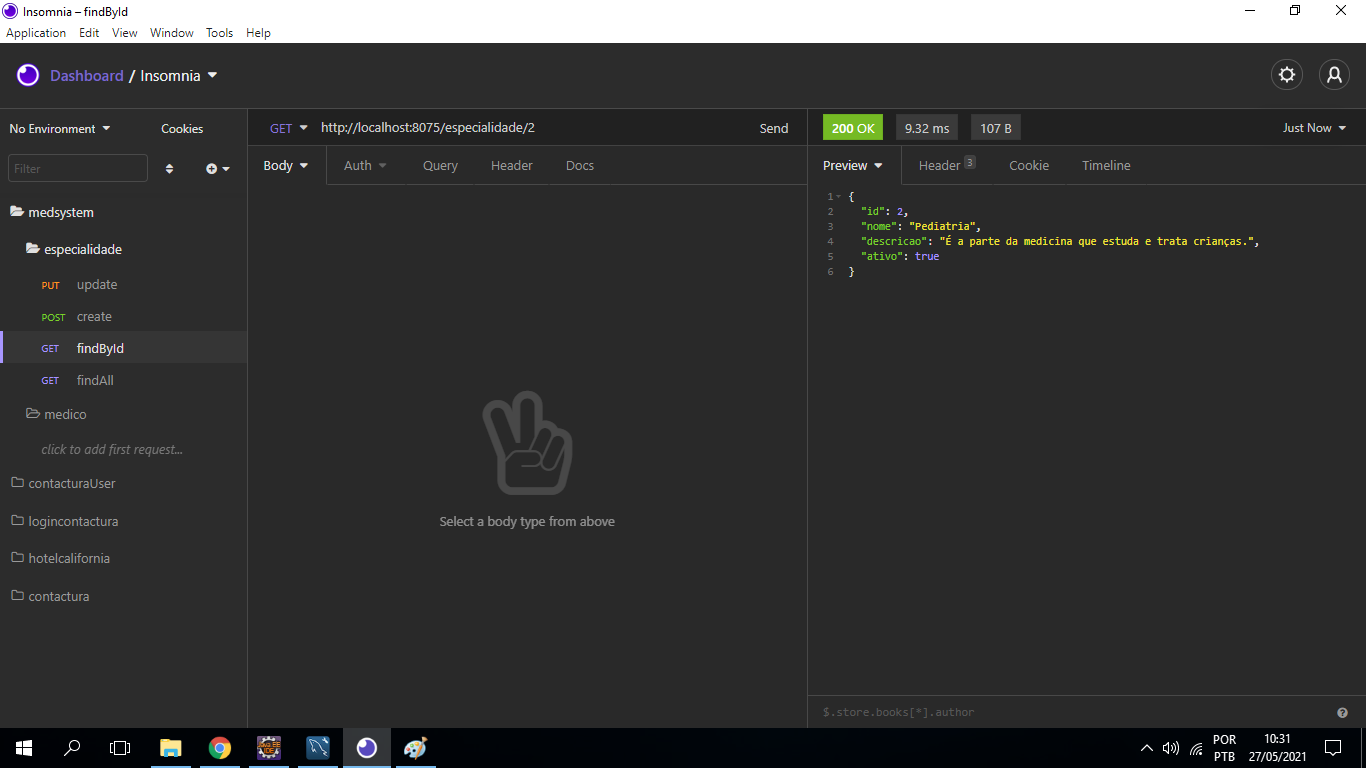 Insomnia – findById
Application Edit View Window Tools Help
Dashboard / Insomnia
No Environment Cookies
GET http://localhost:8075/especialidade/2 Send
200 OK 9.32 ms 107 B Just Now
Filter
Body Auth Query Header Docs
Preview Header 3 Cookie Timeline
medsystem
especialidade
PUT update
POST create
GET findById
GET findAll
medico
click to add first request...
contacturaUser
logincontactura
hotelcalifornia
contactura
Select a body type from above
1 {
2 "id": 2,
3 "nome": "Pediatria",
4 "descricao": "É a parte da medicina que estuda e trata crianças.",
5 "ativo": true
6 }
$.store.books[*].author
POR
PTB
10:31
27/05/2021